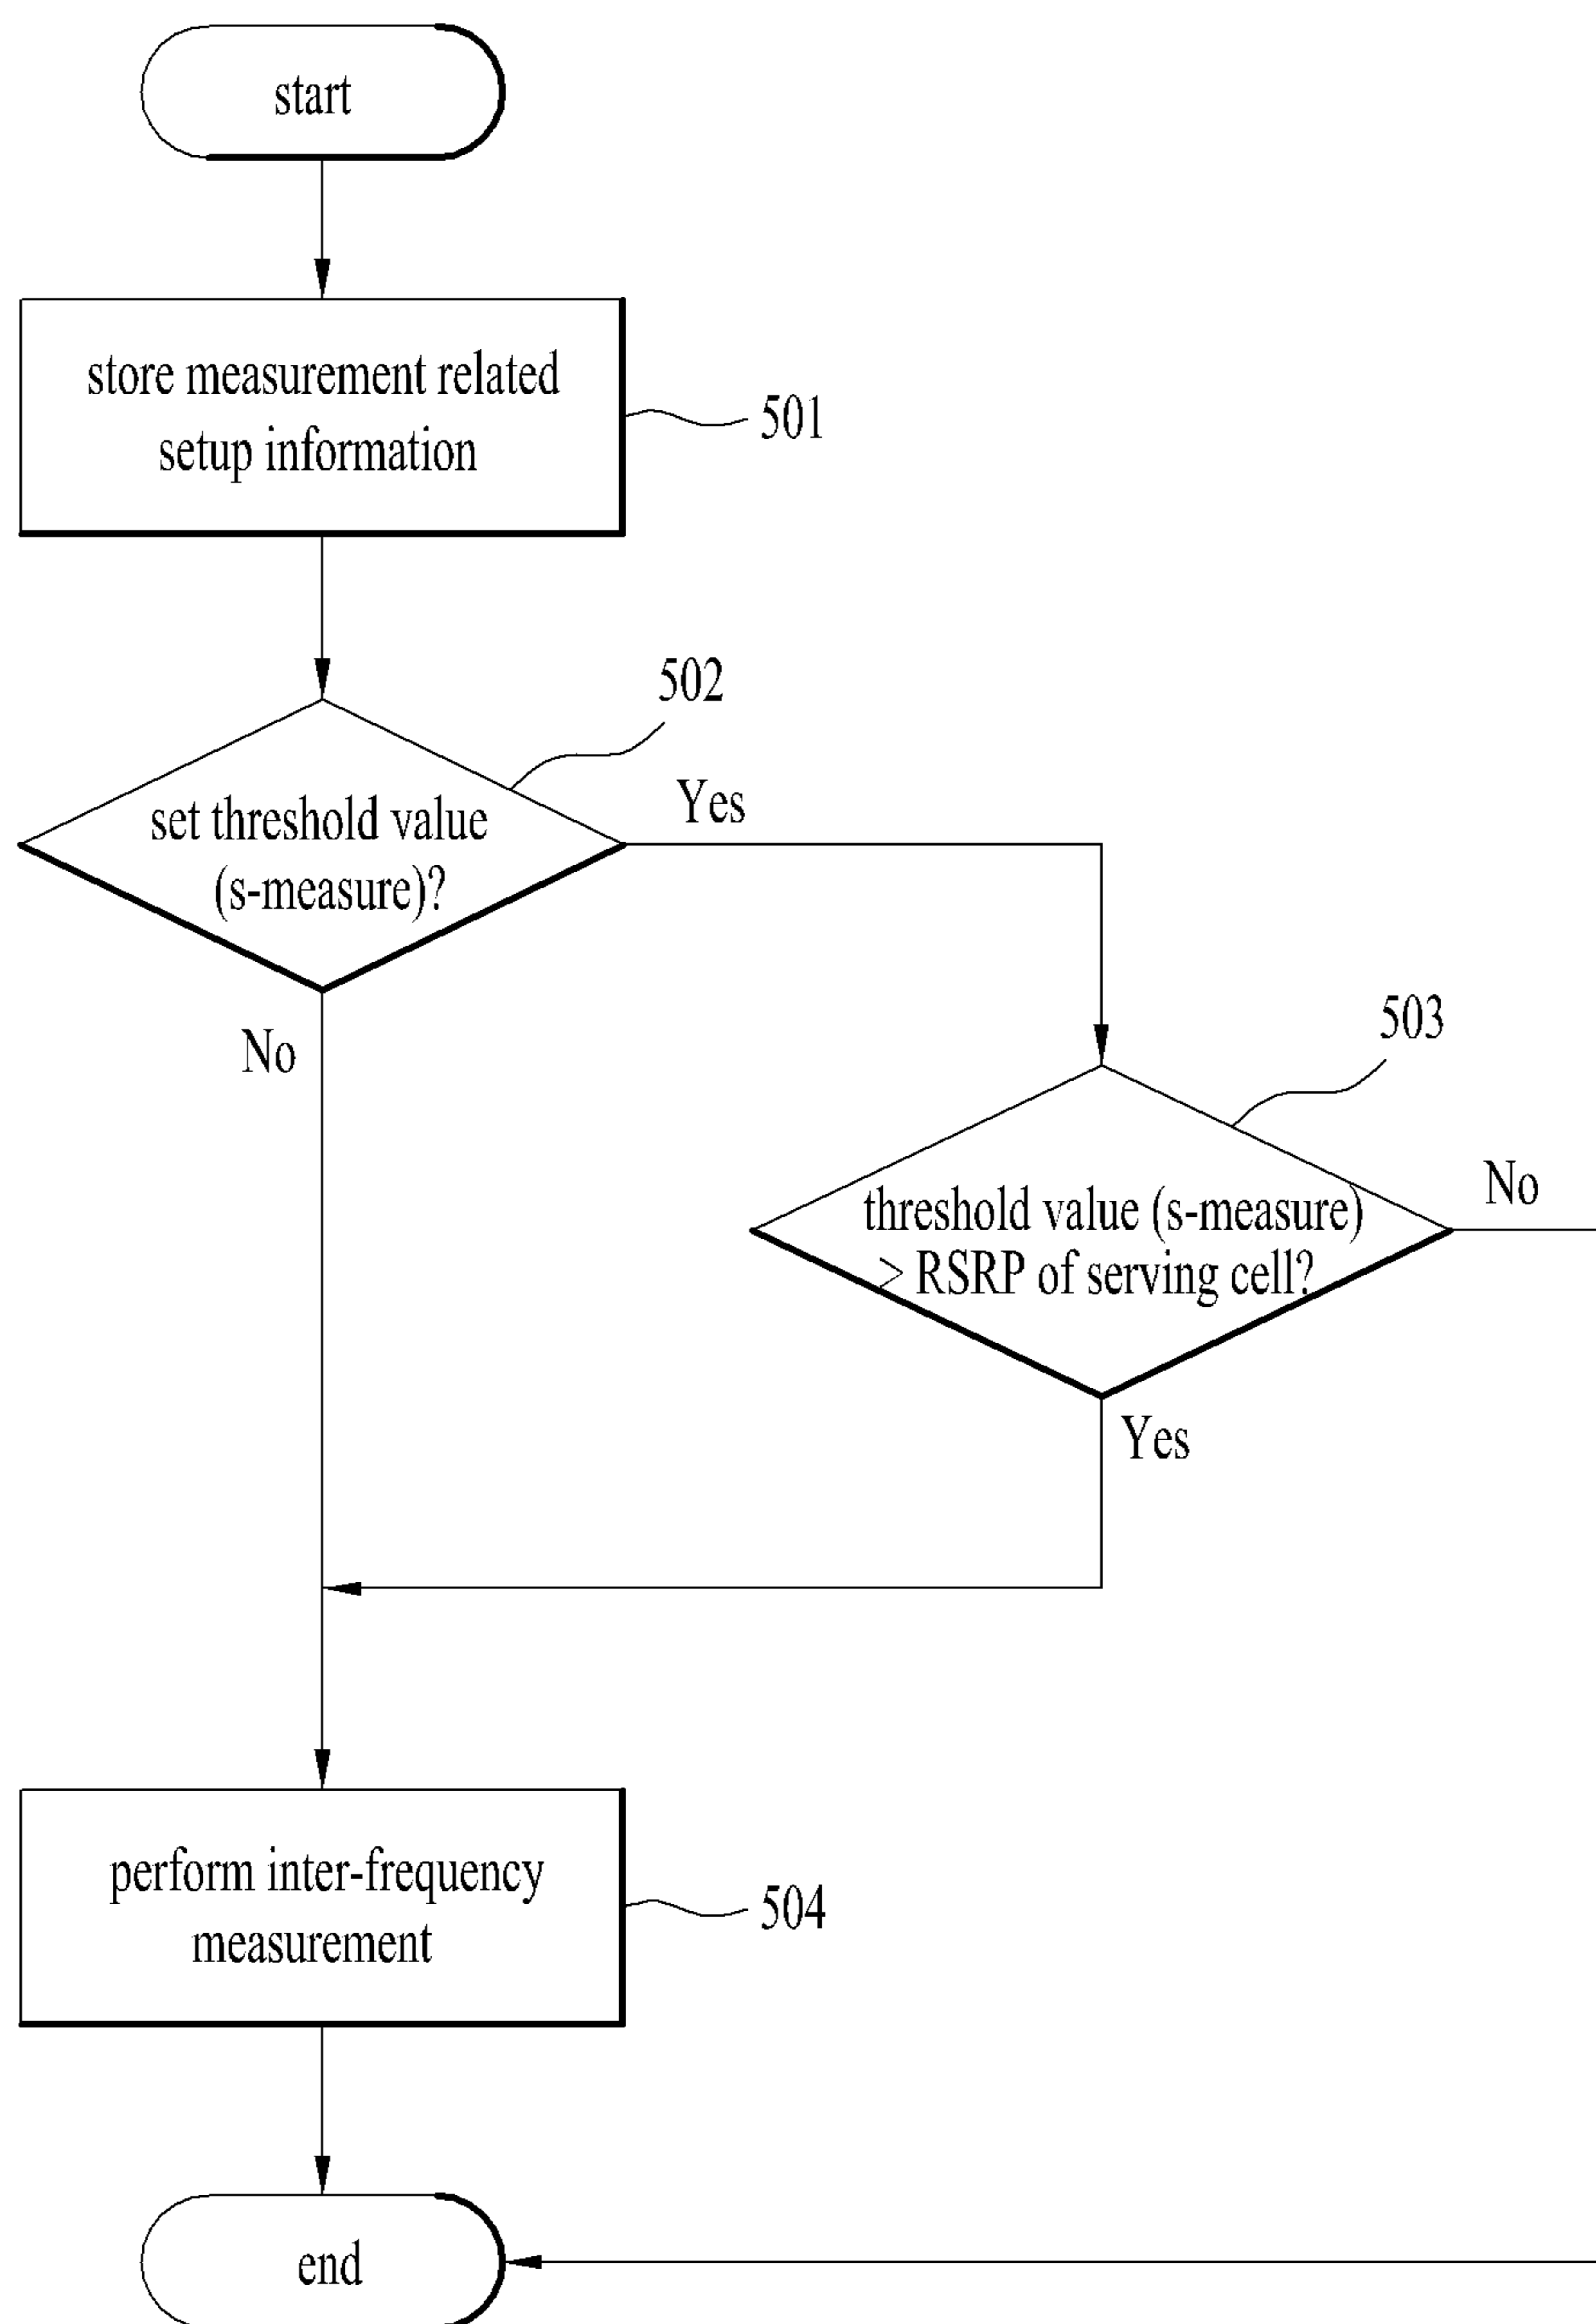 start
store measurement related
setup information
501
502
set threshold value
(s-measure)?
Yes
No
503
threshold value (s-measure)
> RSRP of serving cell?
No
Yes
perform inter-frequency
measurement
504
end